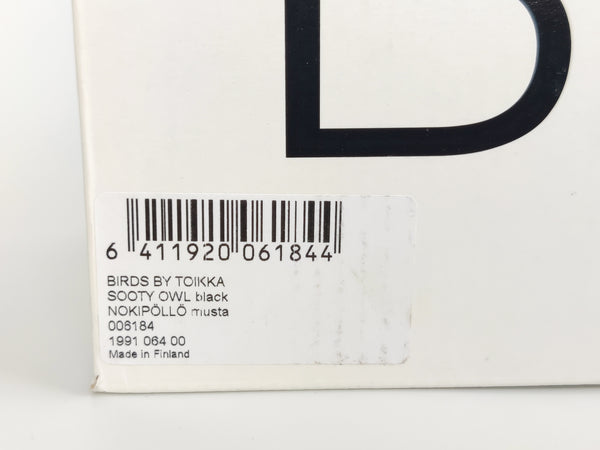 B
6 411920 061844
BIRDS BY TOIKKA
SOOTY OWL black
NOKIPÖLLÖ musta
006184
1991 064 00
Made in Finland